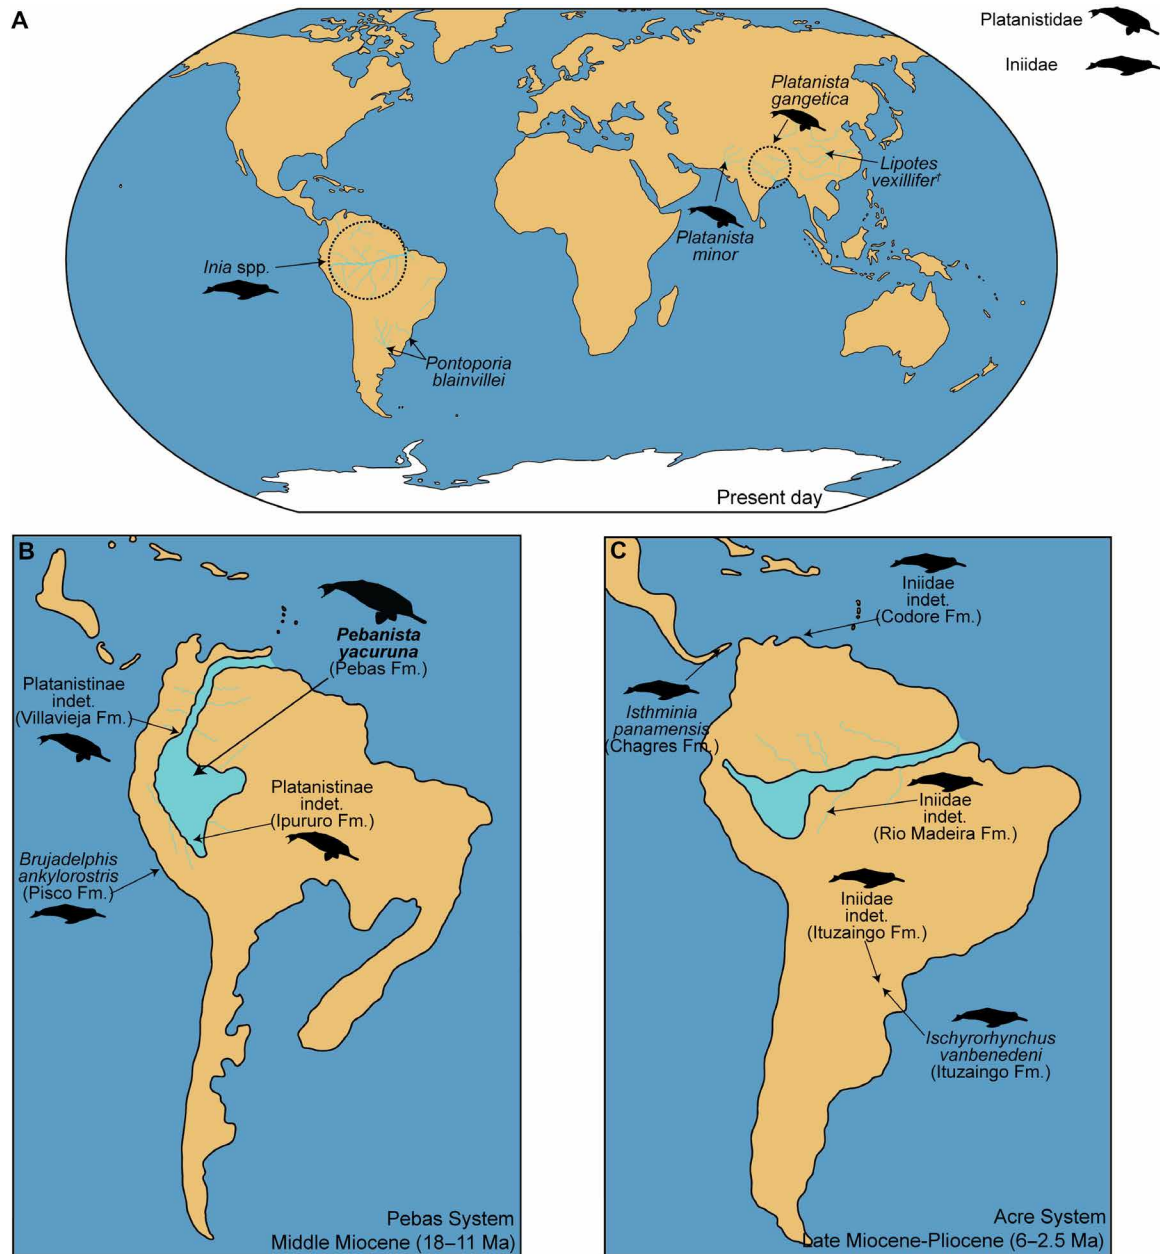 A
Platanistidae
Iniidae
Platanista
gangetica
Lipotes
vexillifer†
Platanista
minor
Inia spp.
Pontoporia
blainvillei
Present day
B
Pebanista
yacuruna
(Pebas Fm.)
Platanistinae
indet.
(Villavieja Fm.)
Platanistinae
indet.
(Ipururo Fm.)
Brujadelphis
ankylorostris
(Pisco Fm.)
Pebas System
Middle Miocene (18–11 Ma)
C
Iniidae
indet.
(Codore Fm.)
Isthminia
panamensis
(Chagres Fm.)
Iniidae
indet.
(Rio Madeira Fm.)
Iniidae
indet.
(Ituzaingo Fm.)
Ischyrorhynchus
vanbenedeni
(Ituzaingo Fm.)
Acre System
Late Miocene-Pliocene (6–2.5 Ma)